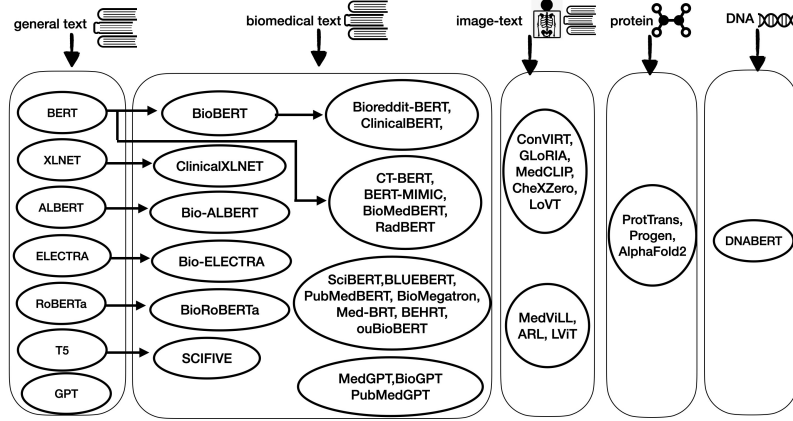 general text
biomedical text
image-text
protein
DNA
BERT
XLNET
ALBERT
ELECTRA
RoBERTa
T5
GPT
BioBERT
ClinicalXLNET
Bio-ALBERT
Bio-ELECTRA
BioRoBERTa
SCIFIVE
Bioreddit-BERT,
ClinicalBERT,
CT-BERT,
BERT-MIMIC,
BioMedBERT,
RadBERT
SciBERT,BLUEBERT,
PubMedBERT, BioMegatron,
Med-BRT, BEHRT,
ouBioBERT
MedGPT,BioGPT
PubMedGPT
ConVIRT,
GLoRIA,
MedCLIP,
CheXZero,
LoVT
MedViLL,
ARL, LViT
ProtTrans,
Progen,
AlphaFold2
DNABERT